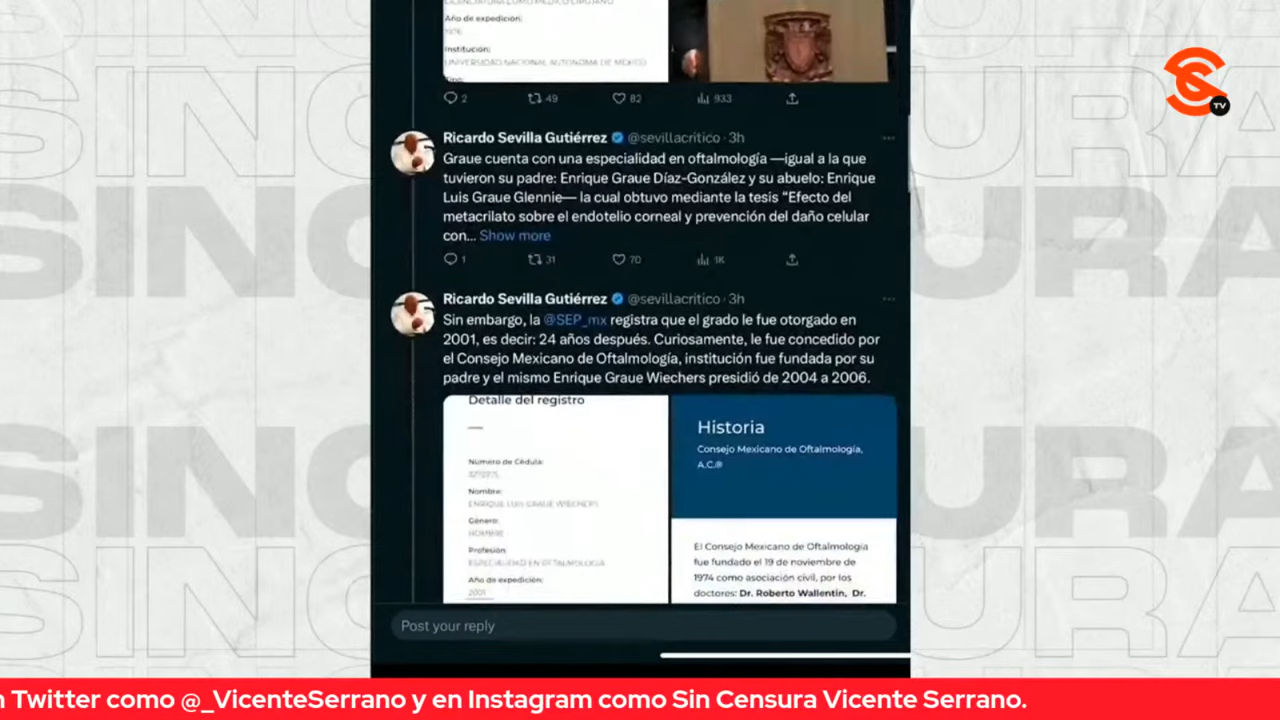 LICENCIATURA COMO MÉDICO CIRUJANO
Año de expedición:
1976
Institución:
UNIVERSIDAD NACIONAL AUTÓNOMA DE MÉXICO
Tipo:
2 49 82 933
TV
Ricardo Sevilla Gutiérrez @sevillacritico · 3h
Graue cuenta con una especialidad en oftalmología —igual a la que
tuvieron su padre: Enrique Graue Díaz-González y su abuelo: Enrique
Luis Graue Glennie— la cual obtuvo mediante la tesis “Efecto del
metacrilato sobre el endotelio corneal y prevención del daño celular
con... Show more
1 31 70 1K
Ricardo Sevilla Gutiérrez @sevillacritico · 3h
Sin embargo, la @SEP_mx registra que el grado le fue otorgado en
2001, es decir: 24 años después. Curiosamente, le fue concedido por
el Consejo Mexicano de Oftalmología, institución fue fundada por su
padre y el mismo Enrique Graue Wiechers presidió de 2004 a 2006.
Detalle del registro
Número de Cédula:
Nombre:
ENRIQUE LUIS GRAUE WIECHERS
Género:
HOMBRE
Profesión:
ESPECIALIDAD EN OFTALMOLOGÍA
Año de expedición:
2001
Historia
Consejo Mexicano de Oftalmología,
A.C.®
El Consejo Mexicano de Oftalmología
fue fundado el 19 de noviembre de
1974 como asociación civil, por los
doctores: Dr. Roberto Wallentin, Dr.
Post your reply
n Twitter como @_VicenteSerrano y en Instagram como Sin Censura Vicente Serrano.